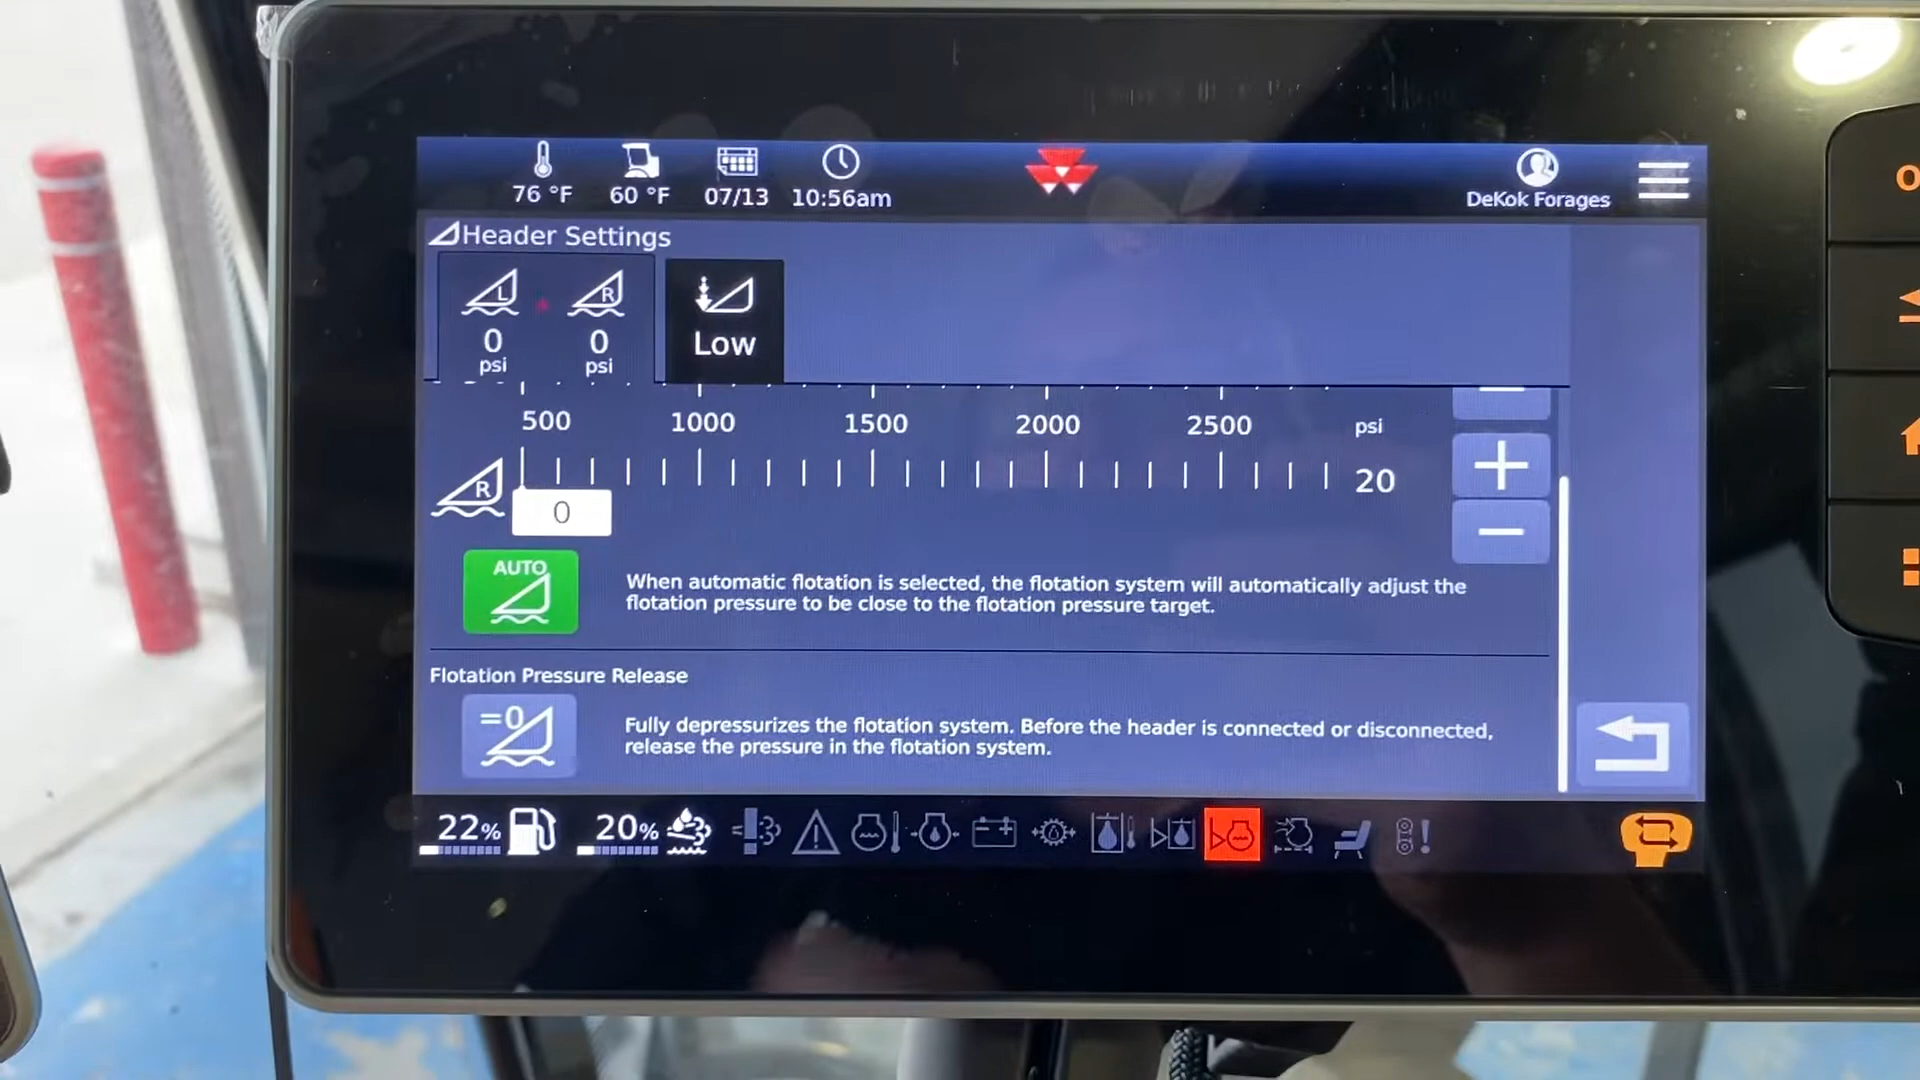 76 °F
60 °F
07/13
10:56am
DeKok Forages
Header Settings
L
R
0
psi
0
psi
Low
500
1000
1500
2000
2500
psi
R
20
0
AUTO
When automatic flotation is selected, the flotation system will automatically adjust the
flotation pressure to be close to the flotation pressure target.
Flotation Pressure Release
=0
Fully depressurizes the flotation system. Before the header is connected or disconnected,
release the pressure in the flotation system.
22%
20%